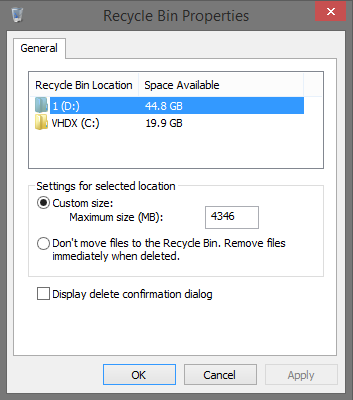 Recycle Bin Properties
General
Recycle Bin Location Space Available
1 (D:) 44.8 GB
VHDX (C:) 19.9 GB
Settings for selected location
Custom size:
Maximum size (MB): 4346
Don't move files to the Recycle Bin. Remove files
immediately when deleted.
Display delete confirmation dialog
OK Cancel Apply